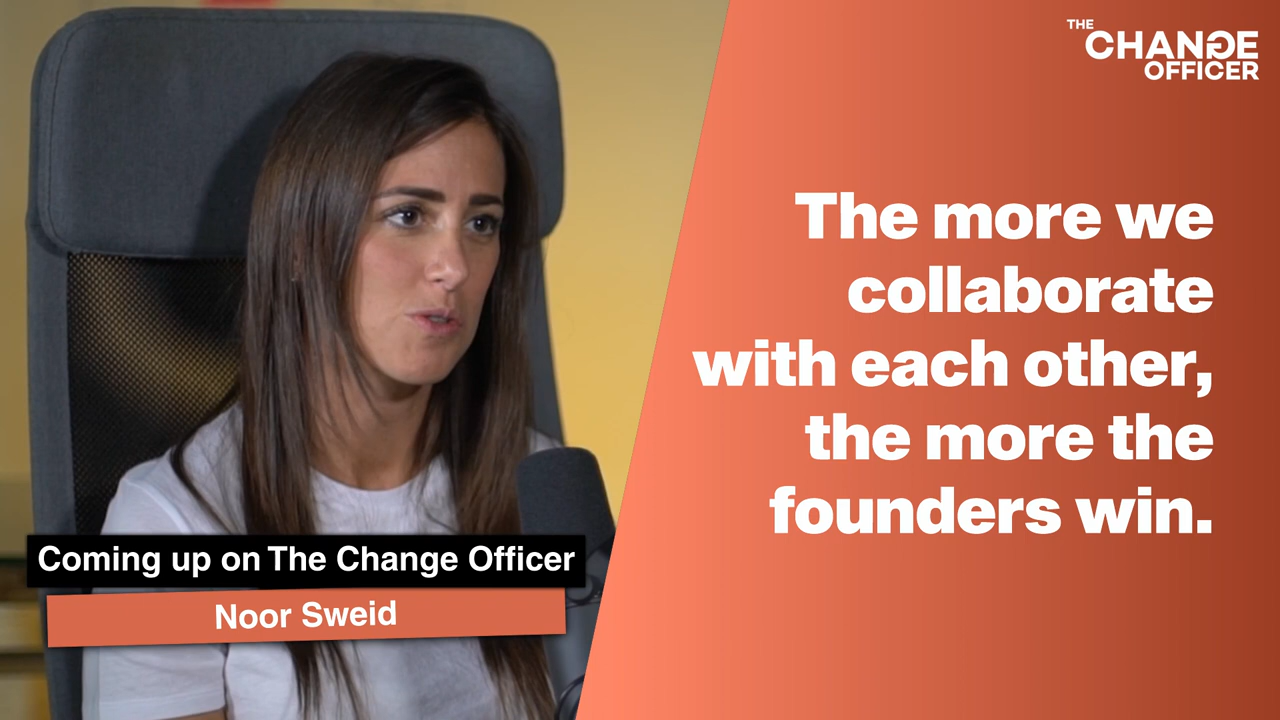 THE
CHANGE
OFFICER
The more we
collaborate
with each other,
the more the
founders win.
Coming up on The Change Officer
Noor Sweid